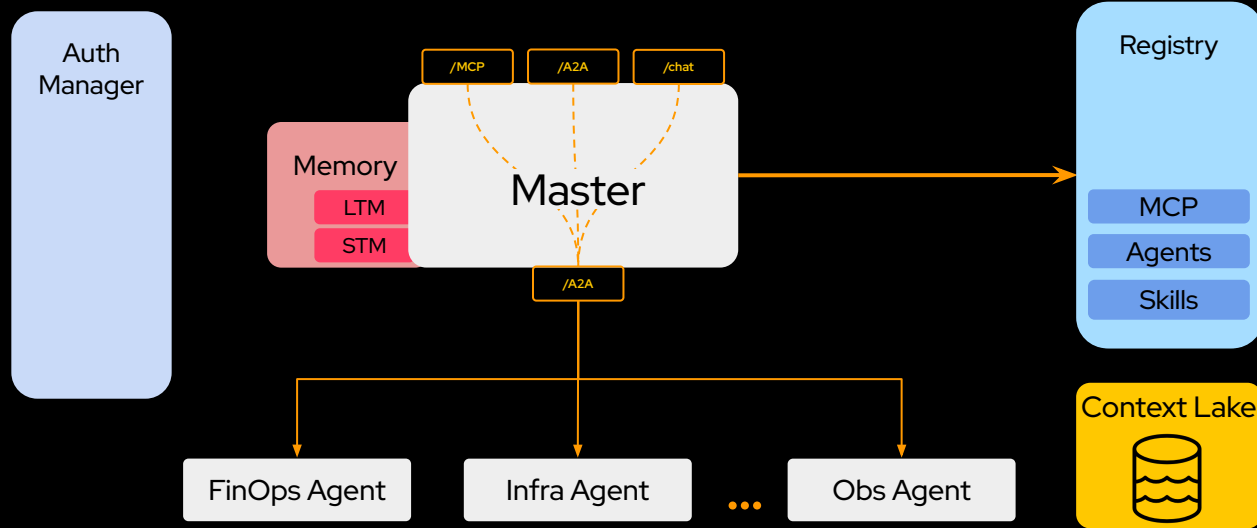 Auth
Manager
/MCP
/A2A
/chat
Registry
Memory
LTM
STM
Master
MCP
Agents
Skills
/A2A
Context Lake
FinOps Agent
Infra Agent
...
Obs Agent